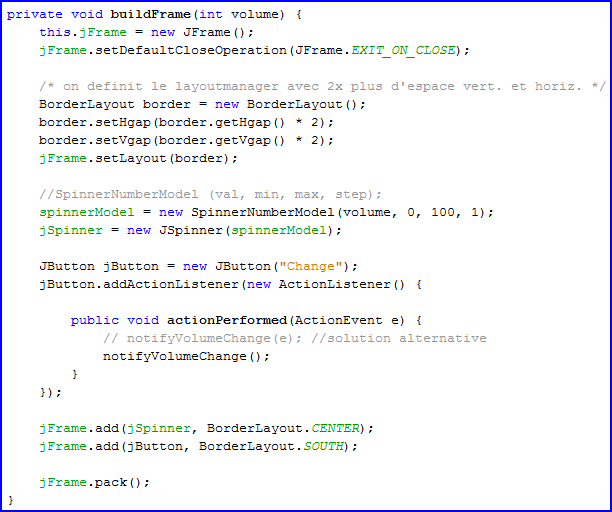 private void buildFrame(int volume) {
    this.jFrame = new JFrame();
    jFrame.setDefaultCloseOperation(JFrame.EXIT_ON_CLOSE);

    /* on definit le layoutmanager avec 2x plus d'espace vert. et horiz. */
    BorderLayout border = new BorderLayout();
    border.setHgap(border.getHgap() * 2);
    border.setVgap(border.getVgap() * 2);
    jFrame.setLayout(border);

    //SpinnerNumberModel (val, min, max, step);
    spinnerModel = new SpinnerNumberModel(volume, 0, 100, 1);
    jSpinner = new JSpinner(spinnerModel);

    JButton jButton = new JButton("Change");
    jButton.addActionListener(new ActionListener() {

        public void actionPerformed(ActionEvent e) {
            // notifyVolumeChange(e); //solution alternative
            notifyVolumeChange();
        }
    });

    jFrame.add(jSpinner, BorderLayout.CENTER);
    jFrame.add(jButton, BorderLayout.SOUTH);

    jFrame.pack();
}